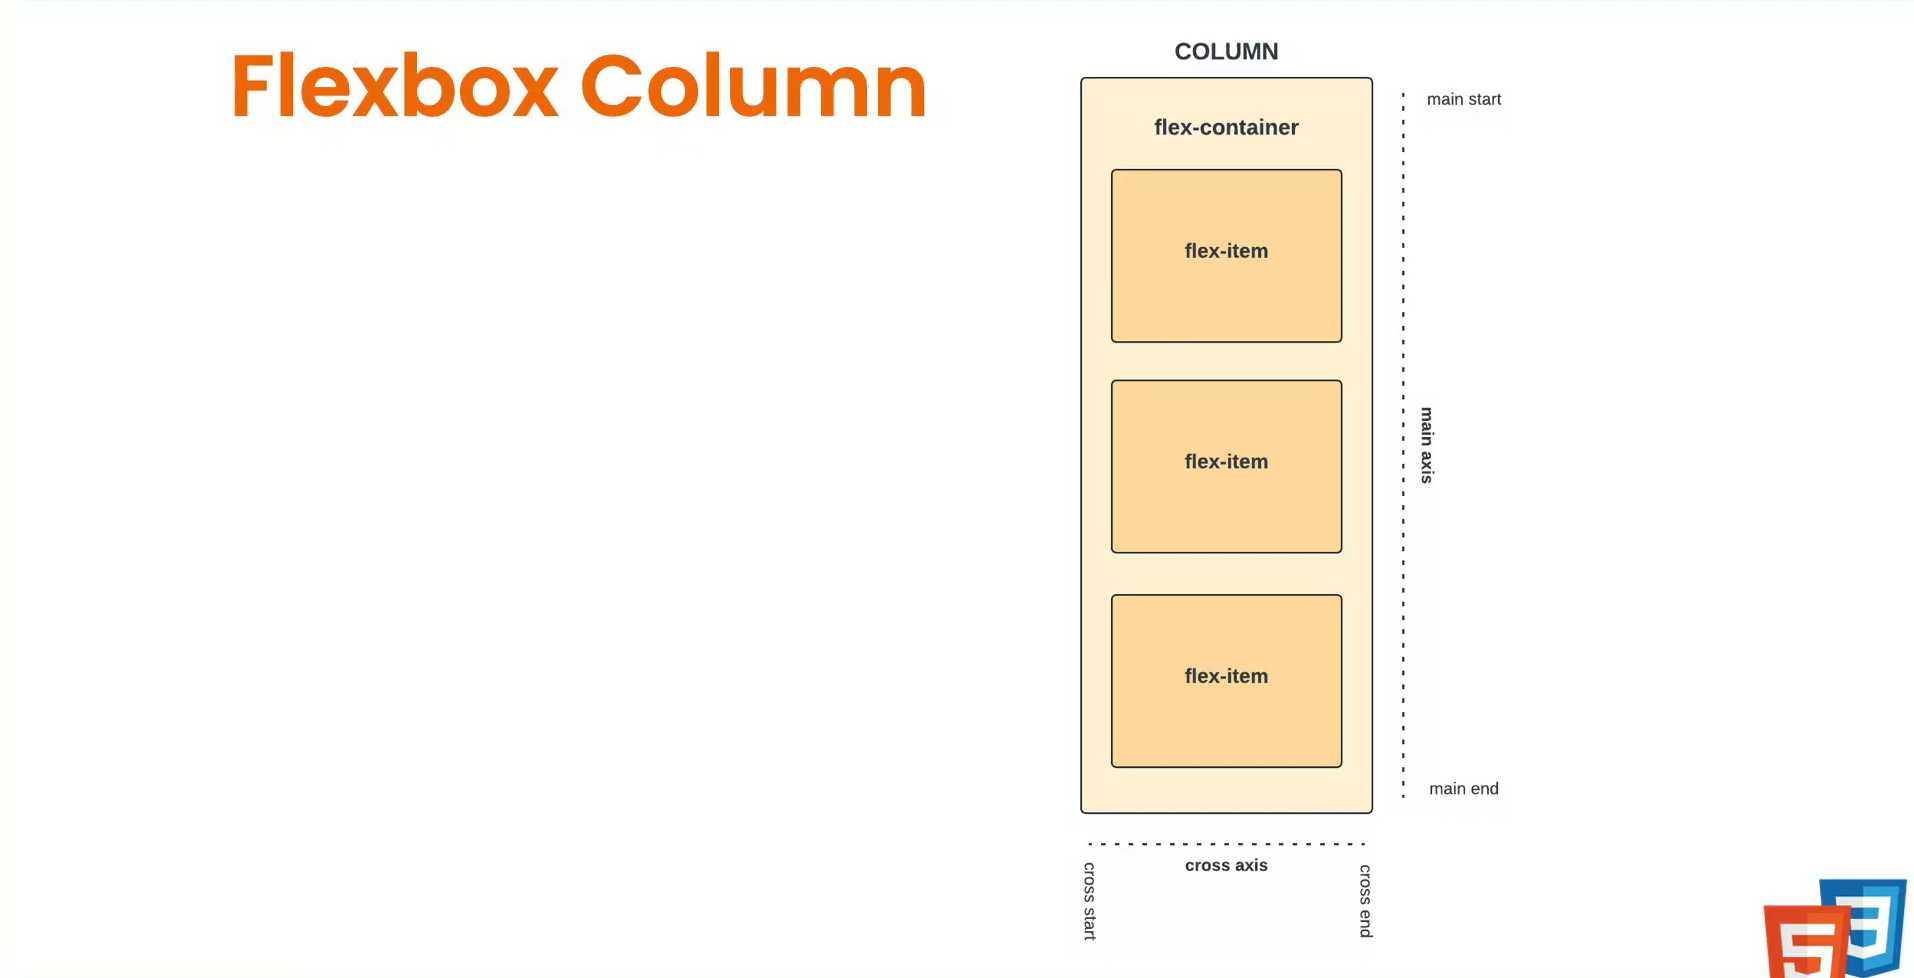 Flexbox Column
COLUMN
flex-container
flex-item
flex-item
flex-item
main start
main axis
main end
cross axis
cross start
cross end